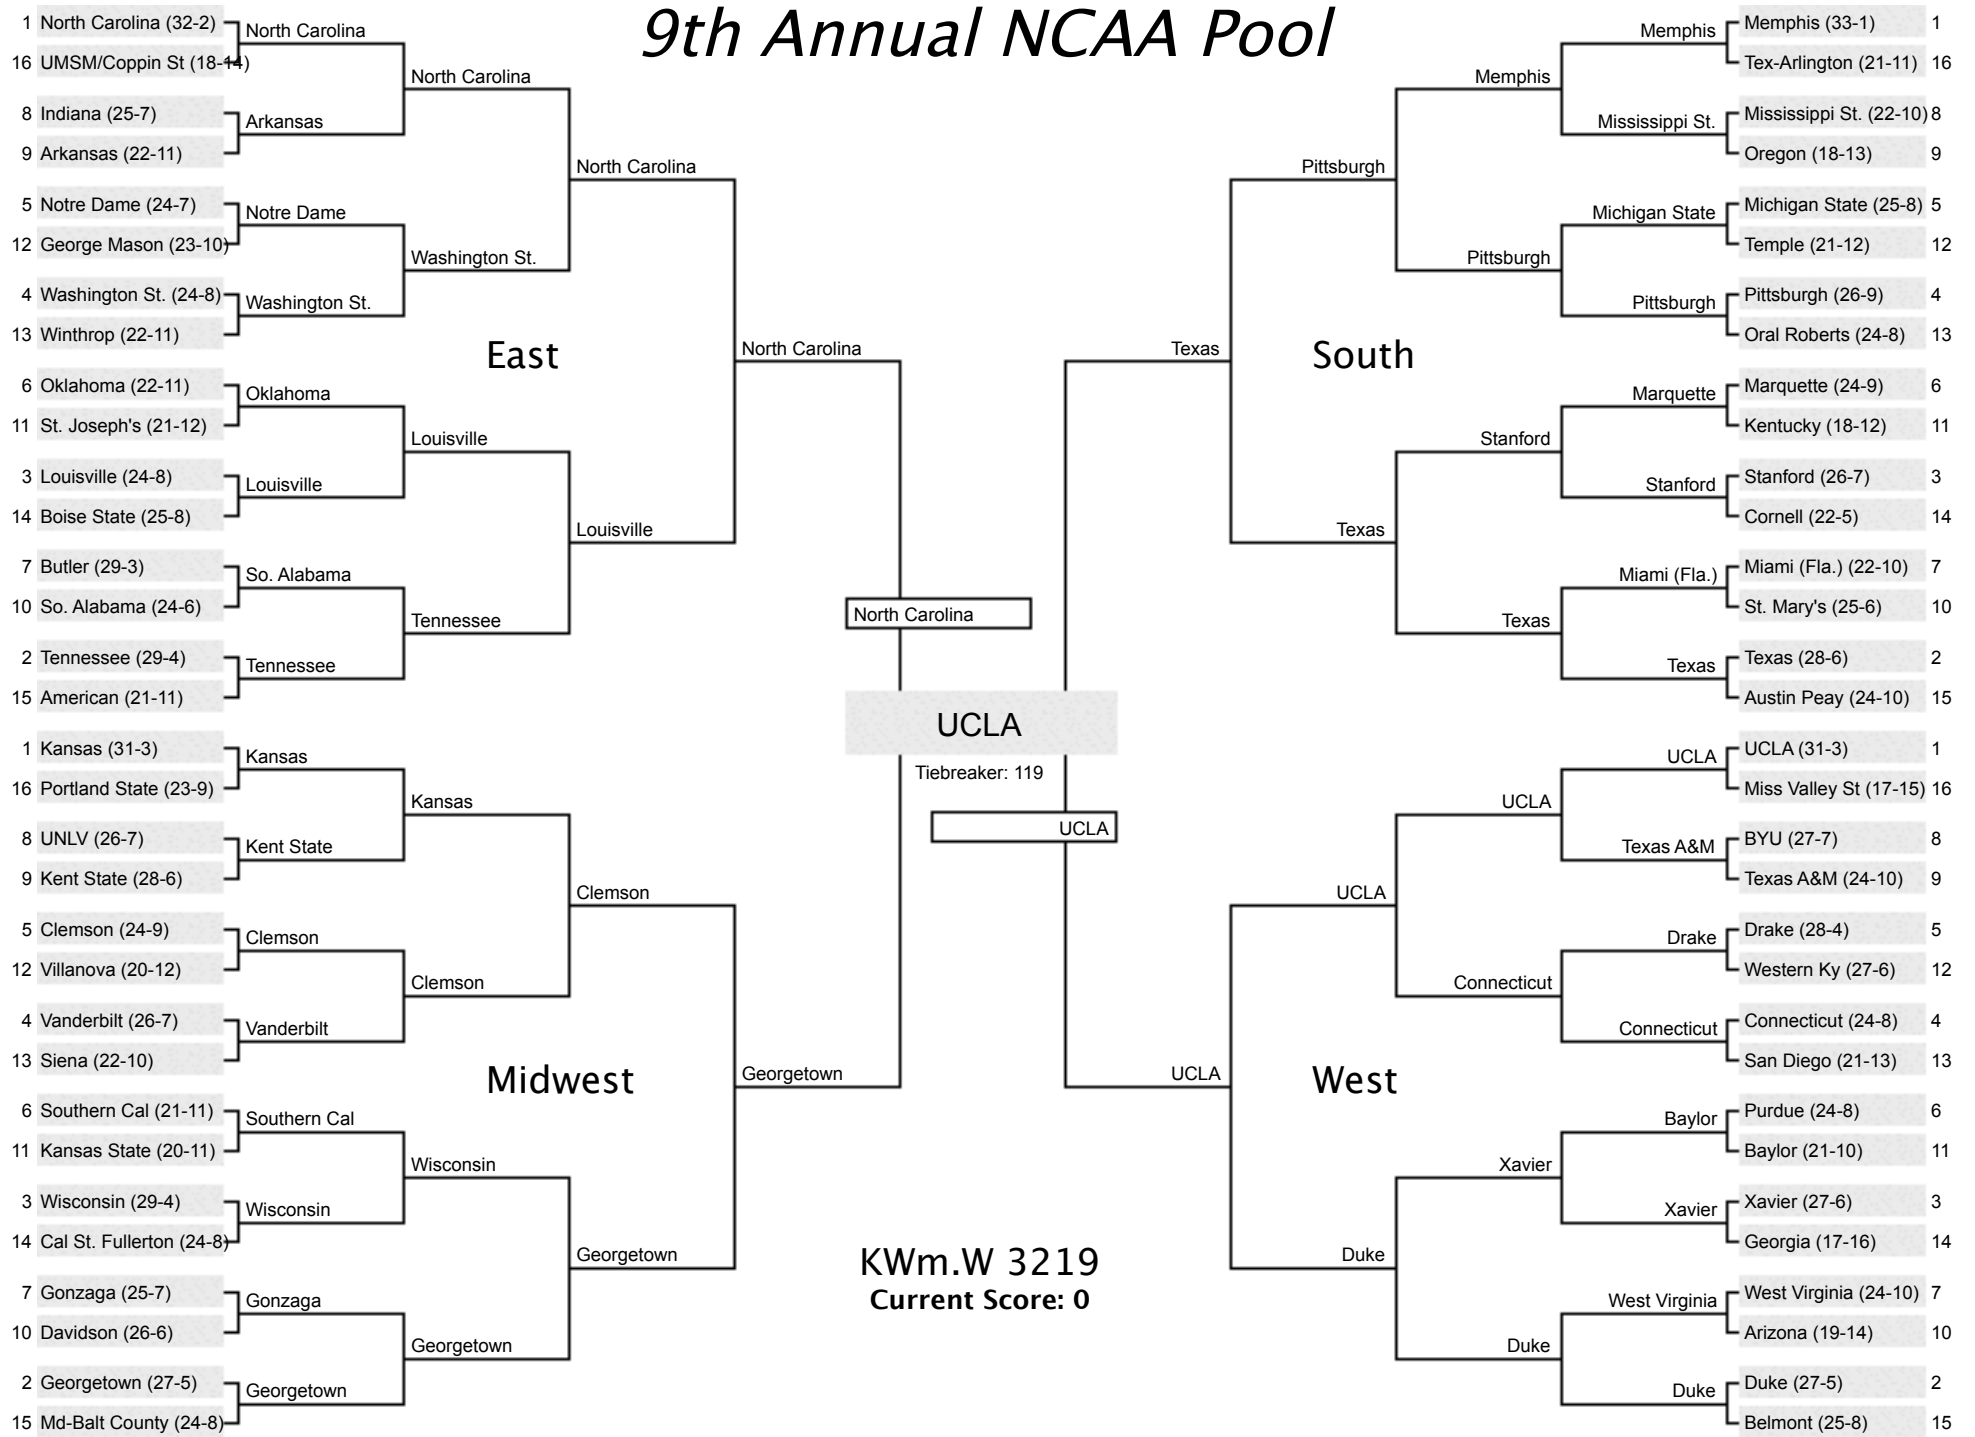 9th Annual NCAA Pool
1 North Carolina (32-2)
16 UMSM/Coppin St (18-14)
8 Indiana (25-7)
9 Arkansas (22-11)
5 Notre Dame (24-7)
12 George Mason (23-10)
4 Washington St. (24-8)
13 Winthrop (22-11)
6 Oklahoma (22-11)
11 St. Joseph's (21-12)
3 Louisville (24-8)
14 Boise State (25-8)
7 Butler (29-3)
10 So. Alabama (24-6)
2 Tennessee (29-4)
15 American (21-11)
North Carolina
Arkansas
Notre Dame
Washington St.
Oklahoma
Louisville
So. Alabama
Tennessee
North Carolina
Washington St.
Louisville
Tennessee
North Carolina
Louisville
East
North Carolina
1 Kansas (31-3)
16 Portland State (23-9)
8 UNLV (26-7)
9 Kent State (28-6)
5 Clemson (24-9)
12 Villanova (20-12)
4 Vanderbilt (26-7)
13 Siena (22-10)
6 Southern Cal (21-11)
11 Kansas State (20-11)
3 Wisconsin (29-4)
14 Cal St. Fullerton (24-8)
7 Gonzaga (25-7)
10 Davidson (26-6)
2 Georgetown (27-5)
15 Md-Balt County (24-8)
Kansas
Kent State
Clemson
Vanderbilt
Southern Cal
Wisconsin
Gonzaga
Georgetown
Kansas
Clemson
Wisconsin
Georgetown
Clemson
Georgetown
Midwest
Georgetown
North Carolina
UCLA
Tiebreaker: 119
UCLA
KWm.W 3219
Current Score: 0
Texas
South
Pittsburgh
Texas
Memphis
Pittsburgh
Stanford
Texas
Memphis
Mississippi St.
Michigan State
Pittsburgh
Marquette
Stanford
Miami (Fla.)
Texas
Memphis (33-1) 1
Tex-Arlington (21-11) 16
Mississippi St. (22-10) 8
Oregon (18-13) 9
Michigan State (25-8) 5
Temple (21-12) 12
Pittsburgh (26-9) 4
Oral Roberts (24-8) 13
Marquette (24-9) 6
Kentucky (18-12) 11
Stanford (26-7) 3
Cornell (22-5) 14
Miami (Fla.) (22-10) 7
St. Mary's (25-6) 10
Texas (28-6) 2
Austin Peay (24-10) 15
UCLA
West
UCLA
Duke
UCLA
Connecticut
Xavier
Duke
UCLA
Texas A&M
Drake
Connecticut
Baylor
Xavier
West Virginia
Duke
UCLA (31-3) 1
Miss Valley St (17-15) 16
BYU (27-7) 8
Texas A&M (24-10) 9
Drake (28-4) 5
Western Ky (27-6) 12
Connecticut (24-8) 4
San Diego (21-13) 13
Purdue (24-8) 6
Baylor (21-10) 11
Xavier (27-6) 3
Georgia (17-16) 14
West Virginia (24-10) 7
Arizona (19-14) 10
Duke (27-5) 2
Belmont (25-8) 15